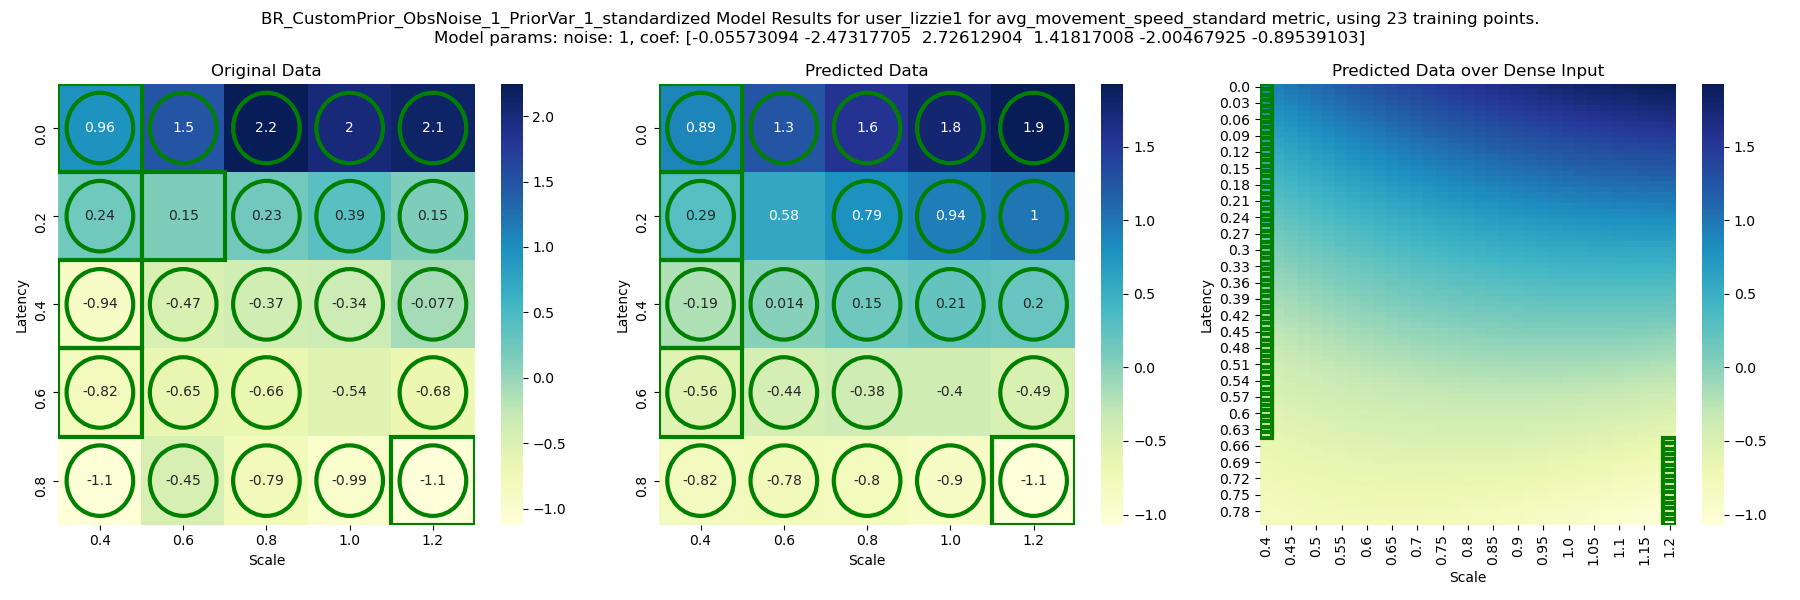 BR_CustomPrior_ObsNoise_1_PriorVar_1_standardized Model Results for user_lizzie1 for avg_movement_speed_standard metric, using 23 training points.
Model params: noise: 1, coef: [-0.05573094 -2.47317705  2.72612904  1.41817008 -2.00467925 -0.89539103]
Original Data
0.0 0.96 1.5 2.2 2 2.1
0.2 0.24 0.15 0.23 0.39 0.15
0.4 -0.94 -0.47 -0.37 -0.34 -0.077
0.6 -0.82 -0.65 -0.66 -0.54 -0.68
0.8 -1.1 -0.45 -0.79 -0.99 -1.1
0.4 0.6 0.8 1.0 1.2
Scale
Latency
2.0
1.5
1.0
0.5
0.0
−0.5
−1.0
Predicted Data
0.0 0.89 1.3 1.6 1.8 1.9
0.2 0.29 0.58 0.79 0.94 1
0.4 -0.19 0.014 0.15 0.21 0.2
0.6 -0.56 -0.44 -0.38 -0.4 -0.49
0.8 -0.82 -0.78 -0.8 -0.9 -1.1
0.4 0.6 0.8 1.0 1.2
Scale
Latency
1.5
1.0
0.5
0.0
−0.5
−1.0
Predicted Data over Dense Input
0.0
0.03
0.06
0.09
0.12
0.15
0.18
0.21
0.24
0.27
0.3
0.33
0.36
0.39
0.42
0.45
0.48
0.51
0.54
0.57
0.6
0.63
0.66
0.69
0.72
0.75
0.78
0.4 0.45 0.5 0.55 0.6 0.65 0.7 0.75 0.8 0.85 0.9 0.95 1.0 1.05 1.1 1.15 1.2
Scale
Latency
1.5
1.0
0.5
0.0
−0.5
−1.0